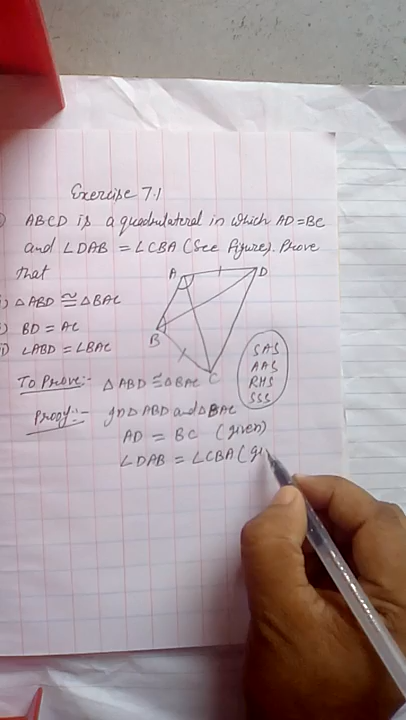 Exercise 7.1
ABCD is a quadrilateral in which AD = BC
and ∠DAB = ∠CBA (See figure). Prove
that
i) △ABD ≅ △BAC
ii) BD = AC
iii) ∠ABD = ∠BAC
A
D
B
C
SAS
AAS
RHS
SSS
To Prove:- △ABD ≅ △BAC
Proof:- In △ABD and △BAC
AD = BC (given)
∠DAB = ∠CBA (gi